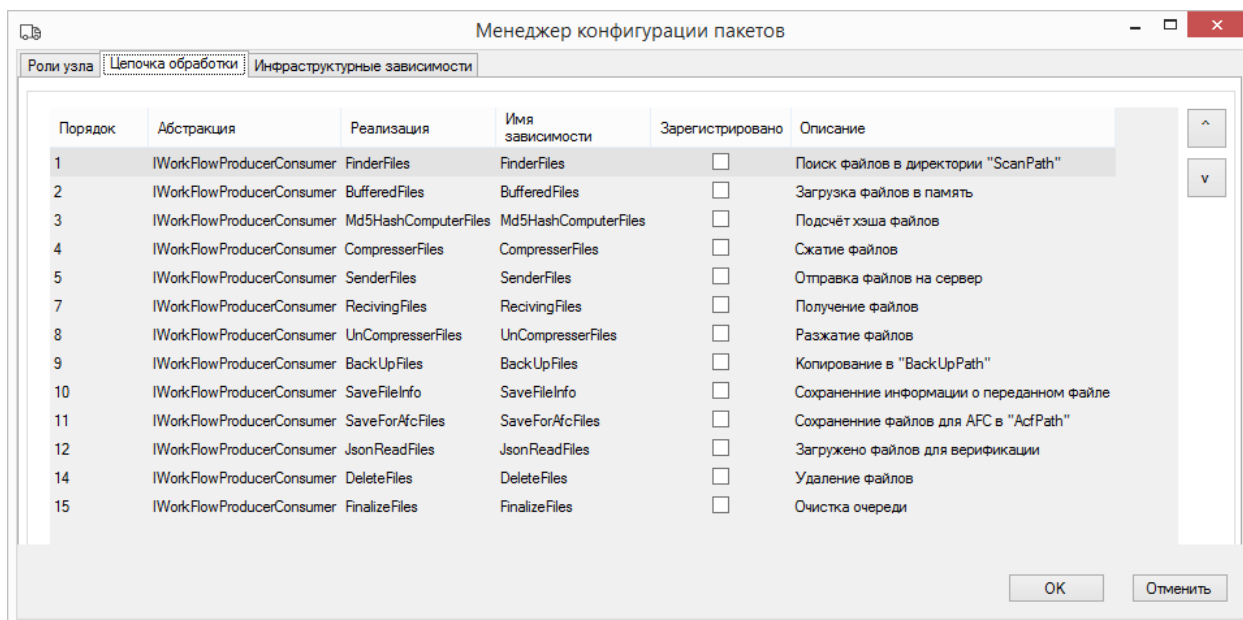 Менеджер конфигурации пакетов
Роли узла Цепочка обработки Инфраструктурные зависимости
Порядок Абстракция Реализация Имя зависимости Зарегистрировано Описание
1 IWorkFlowProducerConsumer FinderFiles FinderFiles Поиск файлов в директории "ScanPath"
2 IWorkFlowProducerConsumer BufferedFiles BufferedFiles Загрузка файлов в память
3 IWorkFlowProducerConsumer Md5HashComputerFiles Md5HashComputerFiles Подсчёт хэша файлов
4 IWorkFlowProducerConsumer CompresserFiles CompresserFiles Сжатие файлов
5 IWorkFlowProducerConsumer SenderFiles SenderFiles Отправка файлов на сервер
7 IWorkFlowProducerConsumer RecivingFiles RecivingFiles Получение файлов
8 IWorkFlowProducerConsumer UnCompresserFiles UnCompresserFiles Разжатие файлов
9 IWorkFlowProducerConsumer BackUpFiles BackUpFiles Копирование в "BackUpPath"
10 IWorkFlowProducerConsumer SaveFileInfo SaveFileInfo Сохраненние информации о переданном файле
11 IWorkFlowProducerConsumer SaveForAfcFiles SaveForAfcFiles Сохраненние файлов для AFC в "AcfPath"
12 IWorkFlowProducerConsumer JsonReadFiles JsonReadFiles Загружено файлов для верификации
14 IWorkFlowProducerConsumer DeleteFiles DeleteFiles Удаление файлов
15 IWorkFlowProducerConsumer FinalizeFiles FinalizeFiles Очистка очереди
^
v
OK Отменить